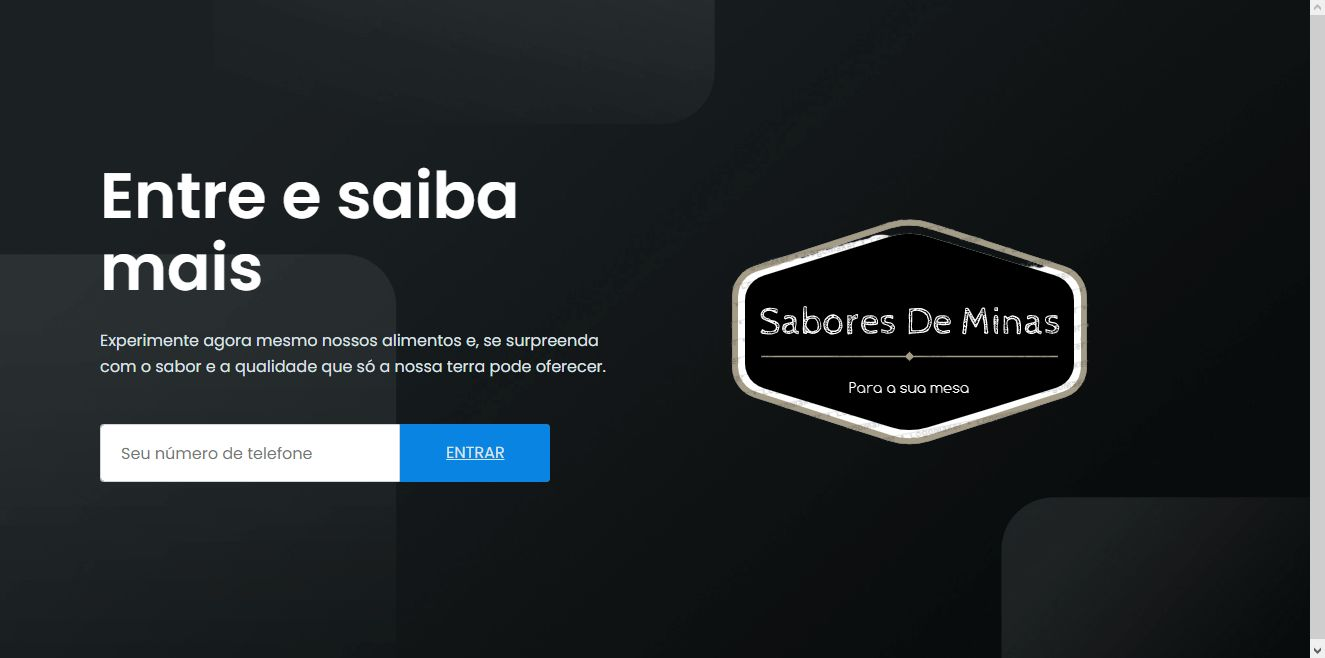 Entre e saiba
mais
Experimente agora mesmo nossos alimentos e, se surpreenda
com o sabor e a qualidade que só a nossa terra pode oferecer.
Seu número de telefone
ENTRAR
Sabores De Minas
Para a sua mesa